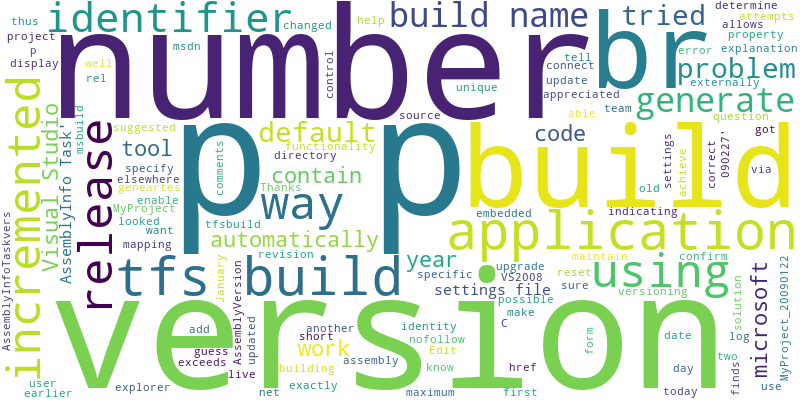 thus
identifier
changed
help
build name
tried
determine
attempts
project
msdn
allows
p
number
br
property
display
well
control
tell
error
explanation
rel
connect
problem
externally
unique
update
appreciated
generate
able
team
incremented
Visual Studio
AssemblyInfo Task'
msbuild
release
suggested
default
source
code
question
functionality
got
tool
directory
p p
build
settings
achieve
correct
090227'
via
specify
elsewhere
comments
contain
geneartes
enable
Thanks
way
old
MyProject
looked
want
tfsbuild
embedded
indicating
application
mapping
automatically
revision
maintain
confirm
AssemblyInfoTaskvers
tfs build
January
AssemblyVersion
year
specific
upgrade
VS2008
using
versioning
reset
settings file
possible
sure
make
microsoft
MyProject_20090122
solution
version
add
another
identity
C
form
date
log
guess
short
nofollow
two
exceeds
updated
work
Edit
assembly
know
href
day
finds
live
building
user
earlier
explorer
net
exactly
maximum
first
today
use